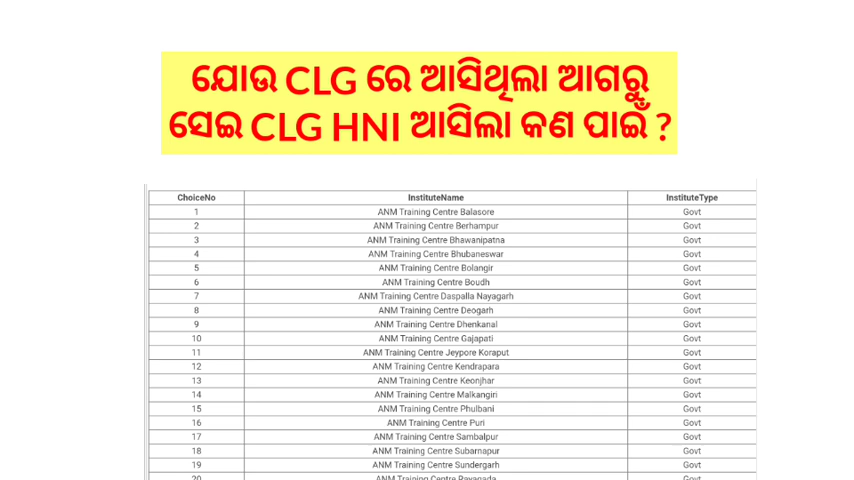 ଯୋଉ CLG ରେ ଆସିଥିଲା ଆଗରୁ
ସେଇ CLG HNI ଆସିଲା କଣ ପାଇଁ ?
ChoiceNo InstituteName InstituteType
1 ANM Training Centre Balasore Govt
2 ANM Training Centre Berhampur Govt
3 ANM Training Centre Bhawanipatna Govt
4 ANM Training Centre Bhubaneswar Govt
5 ANM Training Centre Bolangir Govt
6 ANM Training Centre Boudh Govt
7 ANM Training Centre Daspalla Nayagarh Govt
8 ANM Training Centre Deogarh Govt
9 ANM Training Centre Dhenkanal Govt
10 ANM Training Centre Gajapati Govt
11 ANM Training Centre Jeypore Koraput Govt
12 ANM Training Centre Kendrapara Govt
13 ANM Training Centre Keonjhar Govt
14 ANM Training Centre Malkangiri Govt
15 ANM Training Centre Phulbani Govt
16 ANM Training Centre Puri Govt
17 ANM Training Centre Sambalpur Govt
18 ANM Training Centre Subarnapur Govt
19 ANM Training Centre Sundergarh Govt
20 ANM Training Centre Rayagada Govt